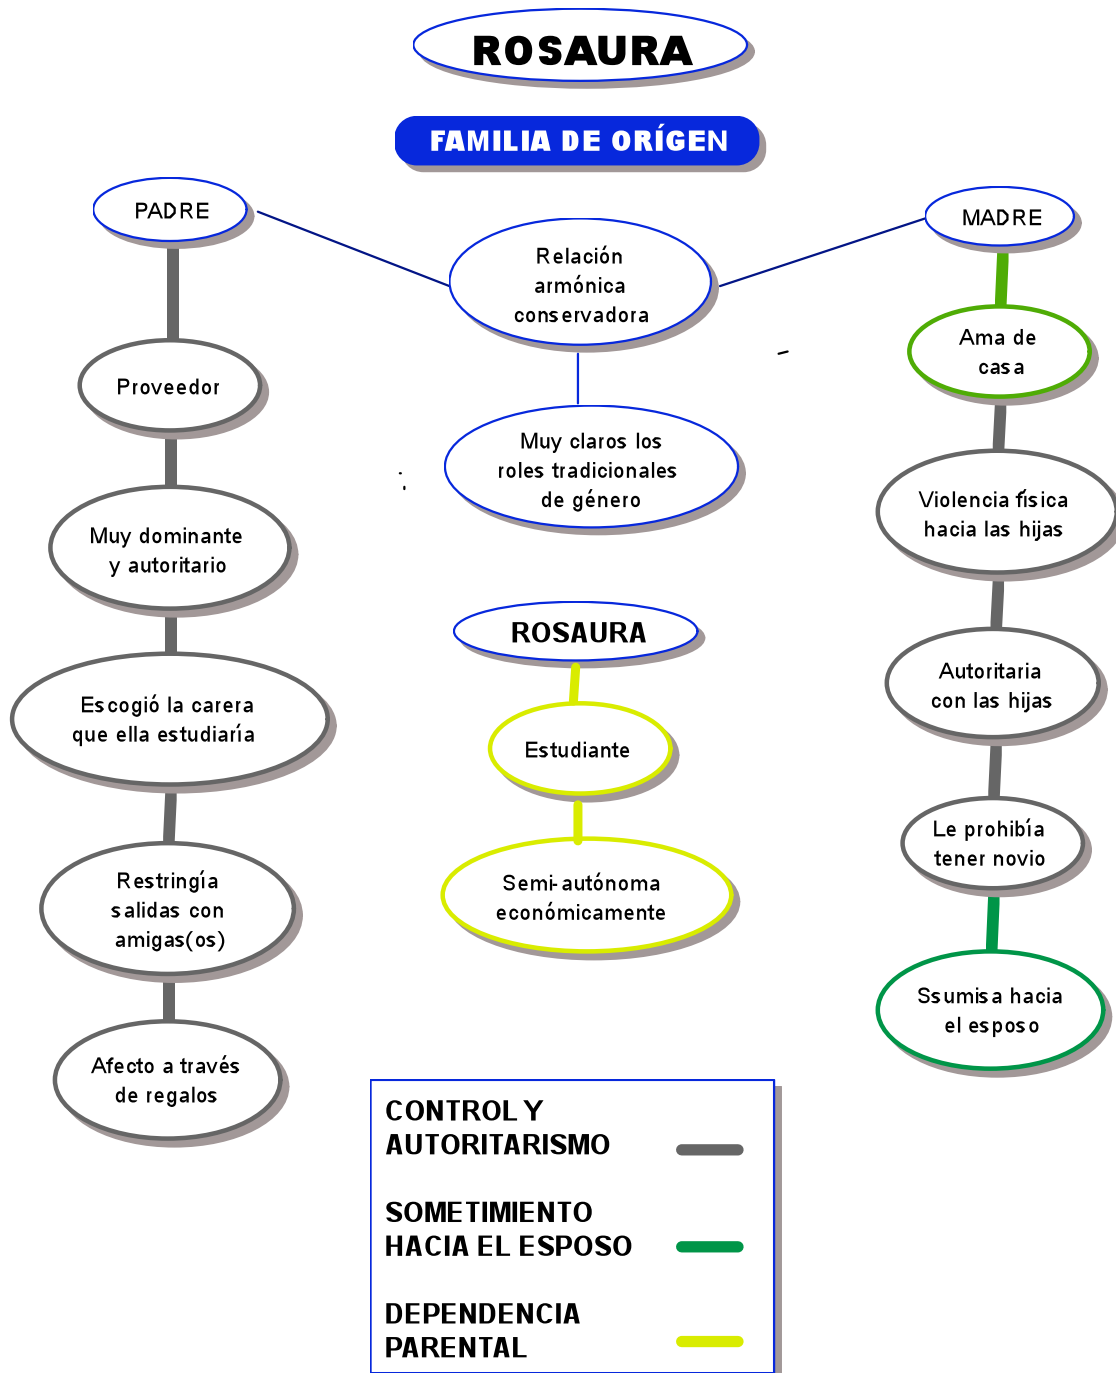 ROSAURA
FAMILIA DE ORÍGEN
PADRE
Proveedor
Muy dominante
y autoritario
Escogió la carera
que ella estudiaría
Restringía
salidas con
amigas(os)
Afecto a través
de regalos
Relación
armónica
conservadora
Muy claros los
roles tradicionales
de género
ROSAURA
Estudiante
Semi-autónoma
económicamente
MADRE
Ama de
casa
Violencia física
hacia las hijas
Autoritaria
con las hijas
Le prohibía
tener novio
Ssumisa hacia
el esposo
CONTROL Y
AUTORITARISMO
SOMETIMIENTO
HACIA EL ESPOSO
DEPENDENCIA
PARENTAL